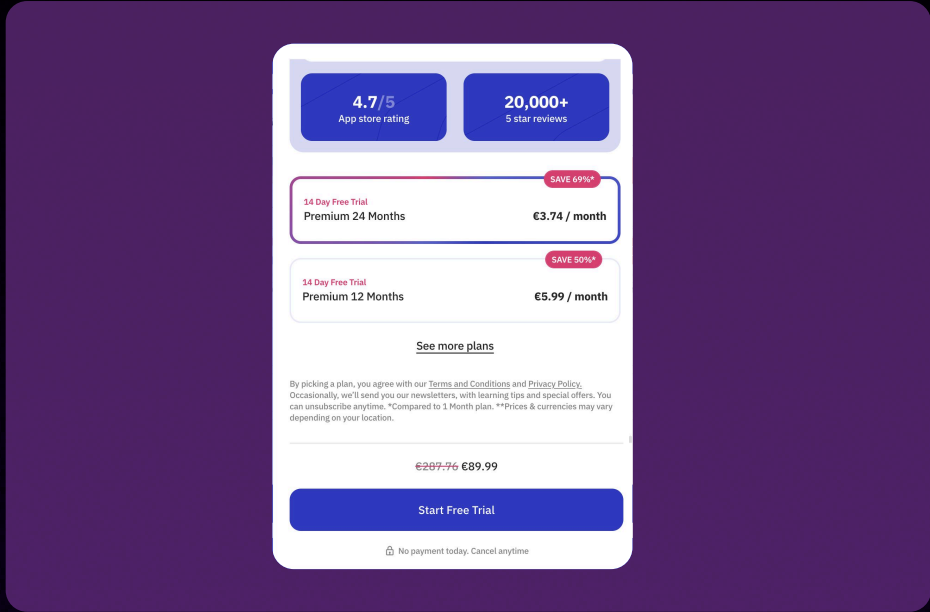 4.7/5
App store rating
20,000+
5 star reviews
SAVE 69%*
14 Day Free Trial
Premium 24 Months
€3.74 / month
SAVE 50%*
14 Day Free Trial
Premium 12 Months
€5.99 / month
See more plans
By picking a plan, you agree with our Terms and Conditions and Privacy Policy.
Occasionally, we'll send you our newsletters, with learning tips and special offers. You
can unsubscribe anytime. *Compared to 1 Month plan. **Prices & currencies may vary
depending on your location.
€287.76 €89.99
Start Free Trial
No payment today. Cancel anytime